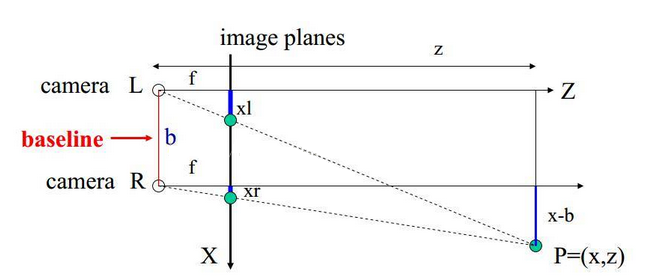 image planes
z
camera L
f
Z
xl
baseline
b
f
camera R
xr
x-b
X
P=(x,z)